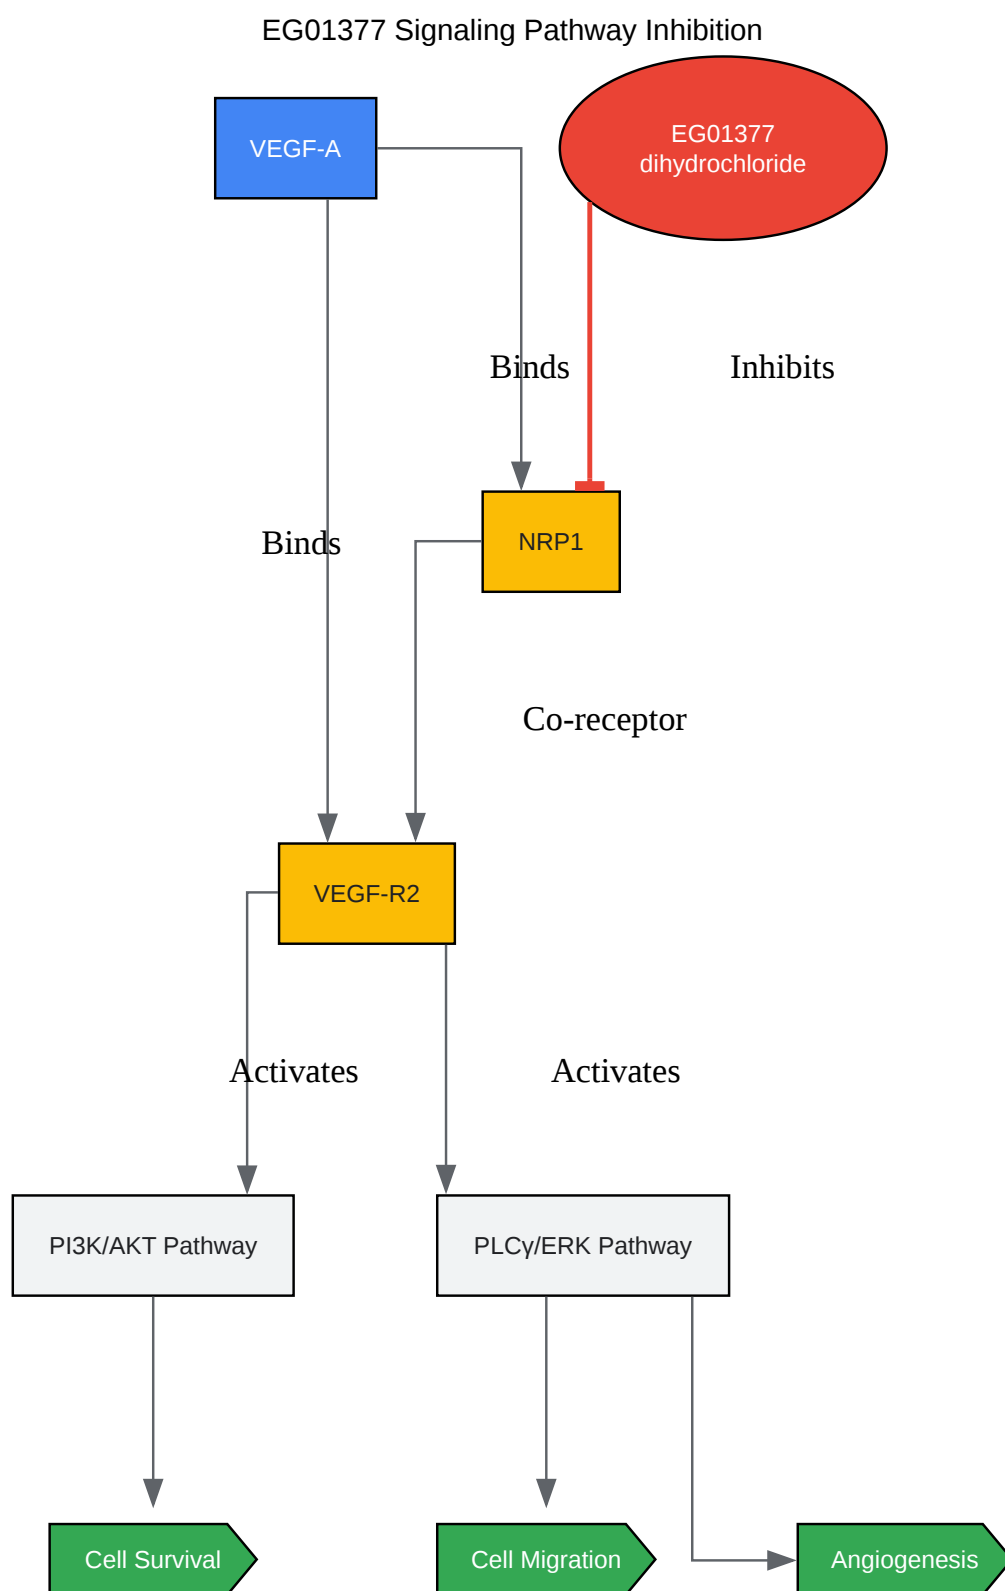 EG01377 Signaling Pathway Inhibition
VEGF-A
EG01377
dihydrochloride
Binds
Inhibits
Binds
NRP1
Co-receptor
VEGF-R2
Activates
Activates
PI3K/AKT Pathway
PLCγ/ERK Pathway
Cell Survival
Cell Migration
Angiogenesis